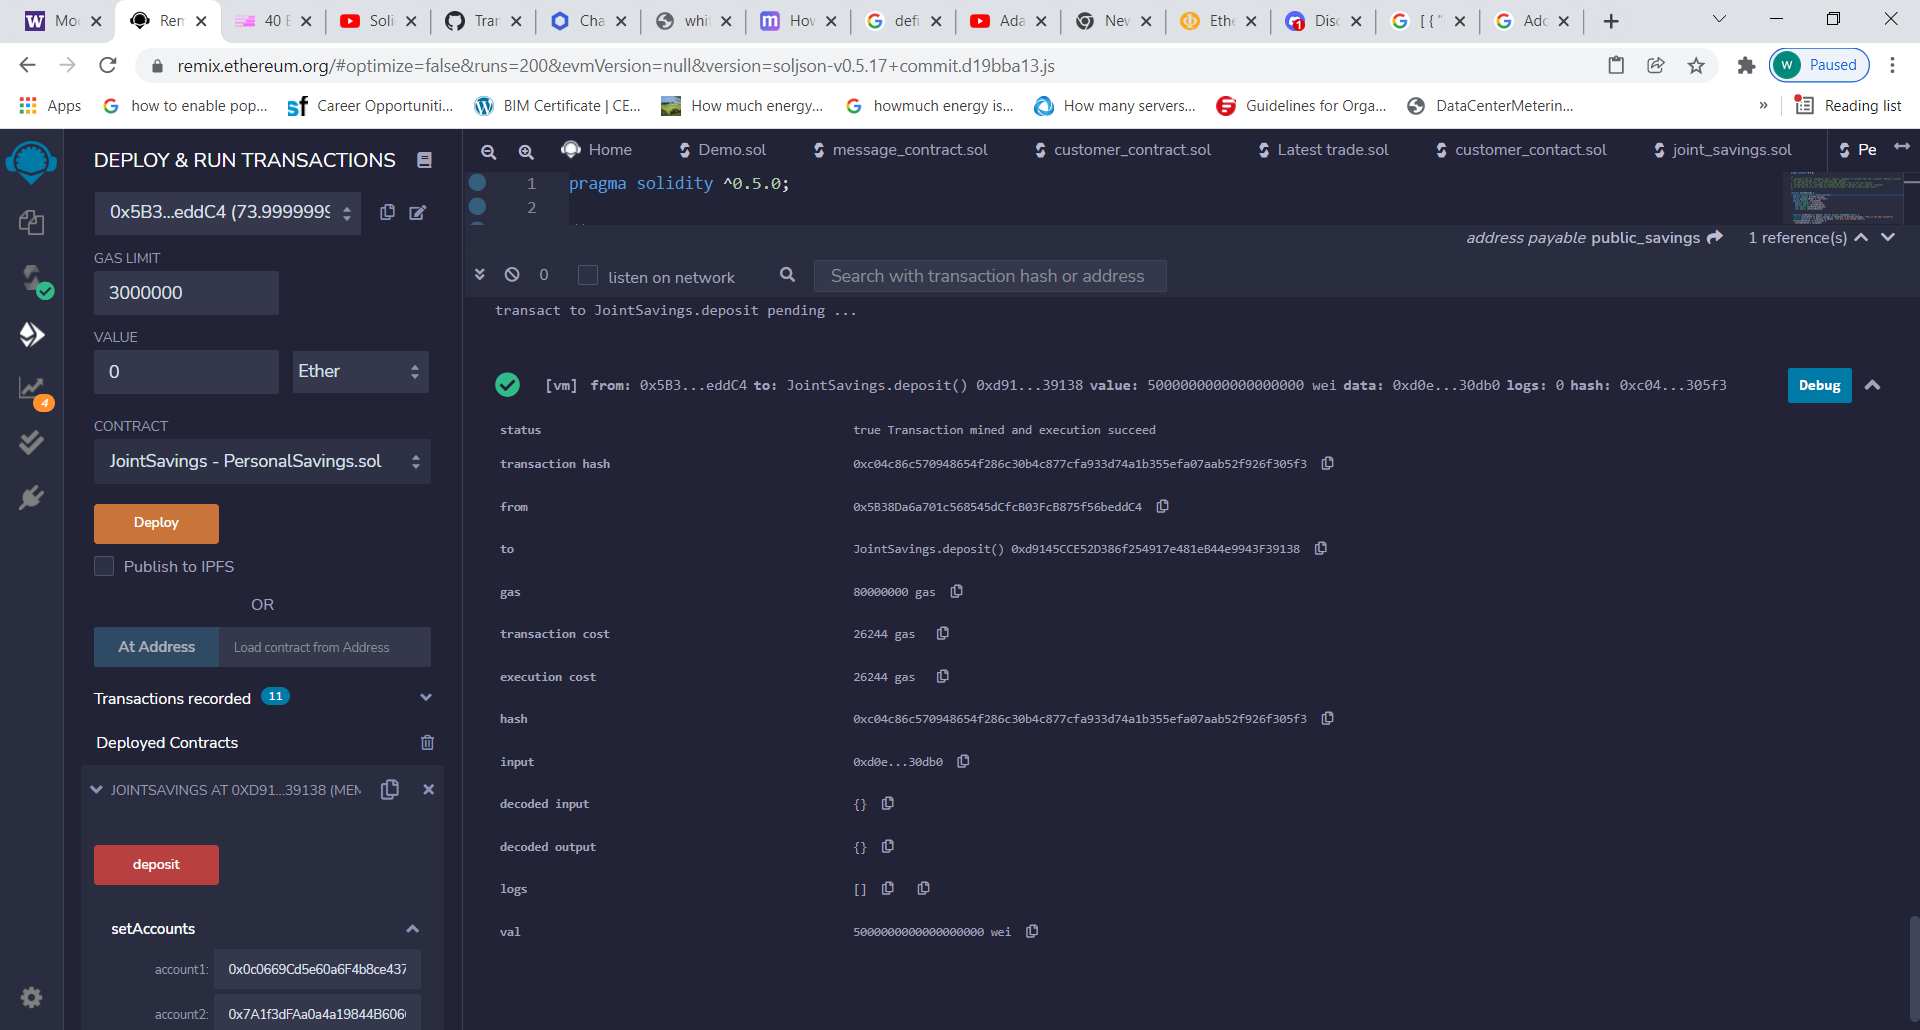 Mo
Rem
40 E
Soli
Tran
Cha
whi
How
defi
Ada
New
Ethe
Disc
[ { "
Add
remix.ethereum.org/#optimize=false&runs=200&evmVersion=null&version=soljson-v0.5.17+commit.d19bba13.js
W Paused
Apps
how to enable pop...
Career Opportuniti...
BIM Certificate | CE...
How much energy...
howmuch energy is...
How many servers...
Guidelines for Orga...
DataCenterMeterin...
»
Reading list
DEPLOY & RUN TRANSACTIONS
0x5B3...eddC4 (73.9999999
GAS LIMIT
3000000
VALUE
0
Ether
CONTRACT
JointSavings - PersonalSavings.sol
Deploy
Publish to IPFS
OR
At Address
Load contract from Address
Transactions recorded 11
Deployed Contracts
JOINTSAVINGS AT 0XD91...39138 (MEM
deposit
setAccounts
account1: 0x0c0669Cd5e60a6F4b8ce437
account2: 0x7A1f3dFAa0a4a19844B606
4
Home
Demo.sol
message_contract.sol
customer_contract.sol
Latest trade.sol
customer_contact.sol
joint_savings.sol
Pe
1 pragma solidity ^0.5.0;
2
address payable public_savings 1 reference(s)
0 listen on network Search with transaction hash or address
transact to JointSavings.deposit pending ...
[vm] from: 0x5B3...eddC4 to: JointSavings.deposit() 0xd91...39138 value: 5000000000000000000 wei data: 0xd0e...30db0 logs: 0 hash: 0xc04...305f3 Debug
status true Transaction mined and execution succeed
transaction hash 0xc04c86c570948654f286c30b4c877cfa933d74a1b355efa07aab52f926f305f3
from 0x5B38Da6a701c568545dCfcB03FcB875f56beddC4
to JointSavings.deposit() 0xd9145CCE52D386f254917e481eB44e9943F39138
gas 80000000 gas
transaction cost 26244 gas
execution cost 26244 gas
hash 0xc04c86c570948654f286c30b4c877cfa933d74a1b355efa07aab52f926f305f3
input 0xd0e...30db0
decoded input {}
decoded output {}
logs []
val 5000000000000000000 wei